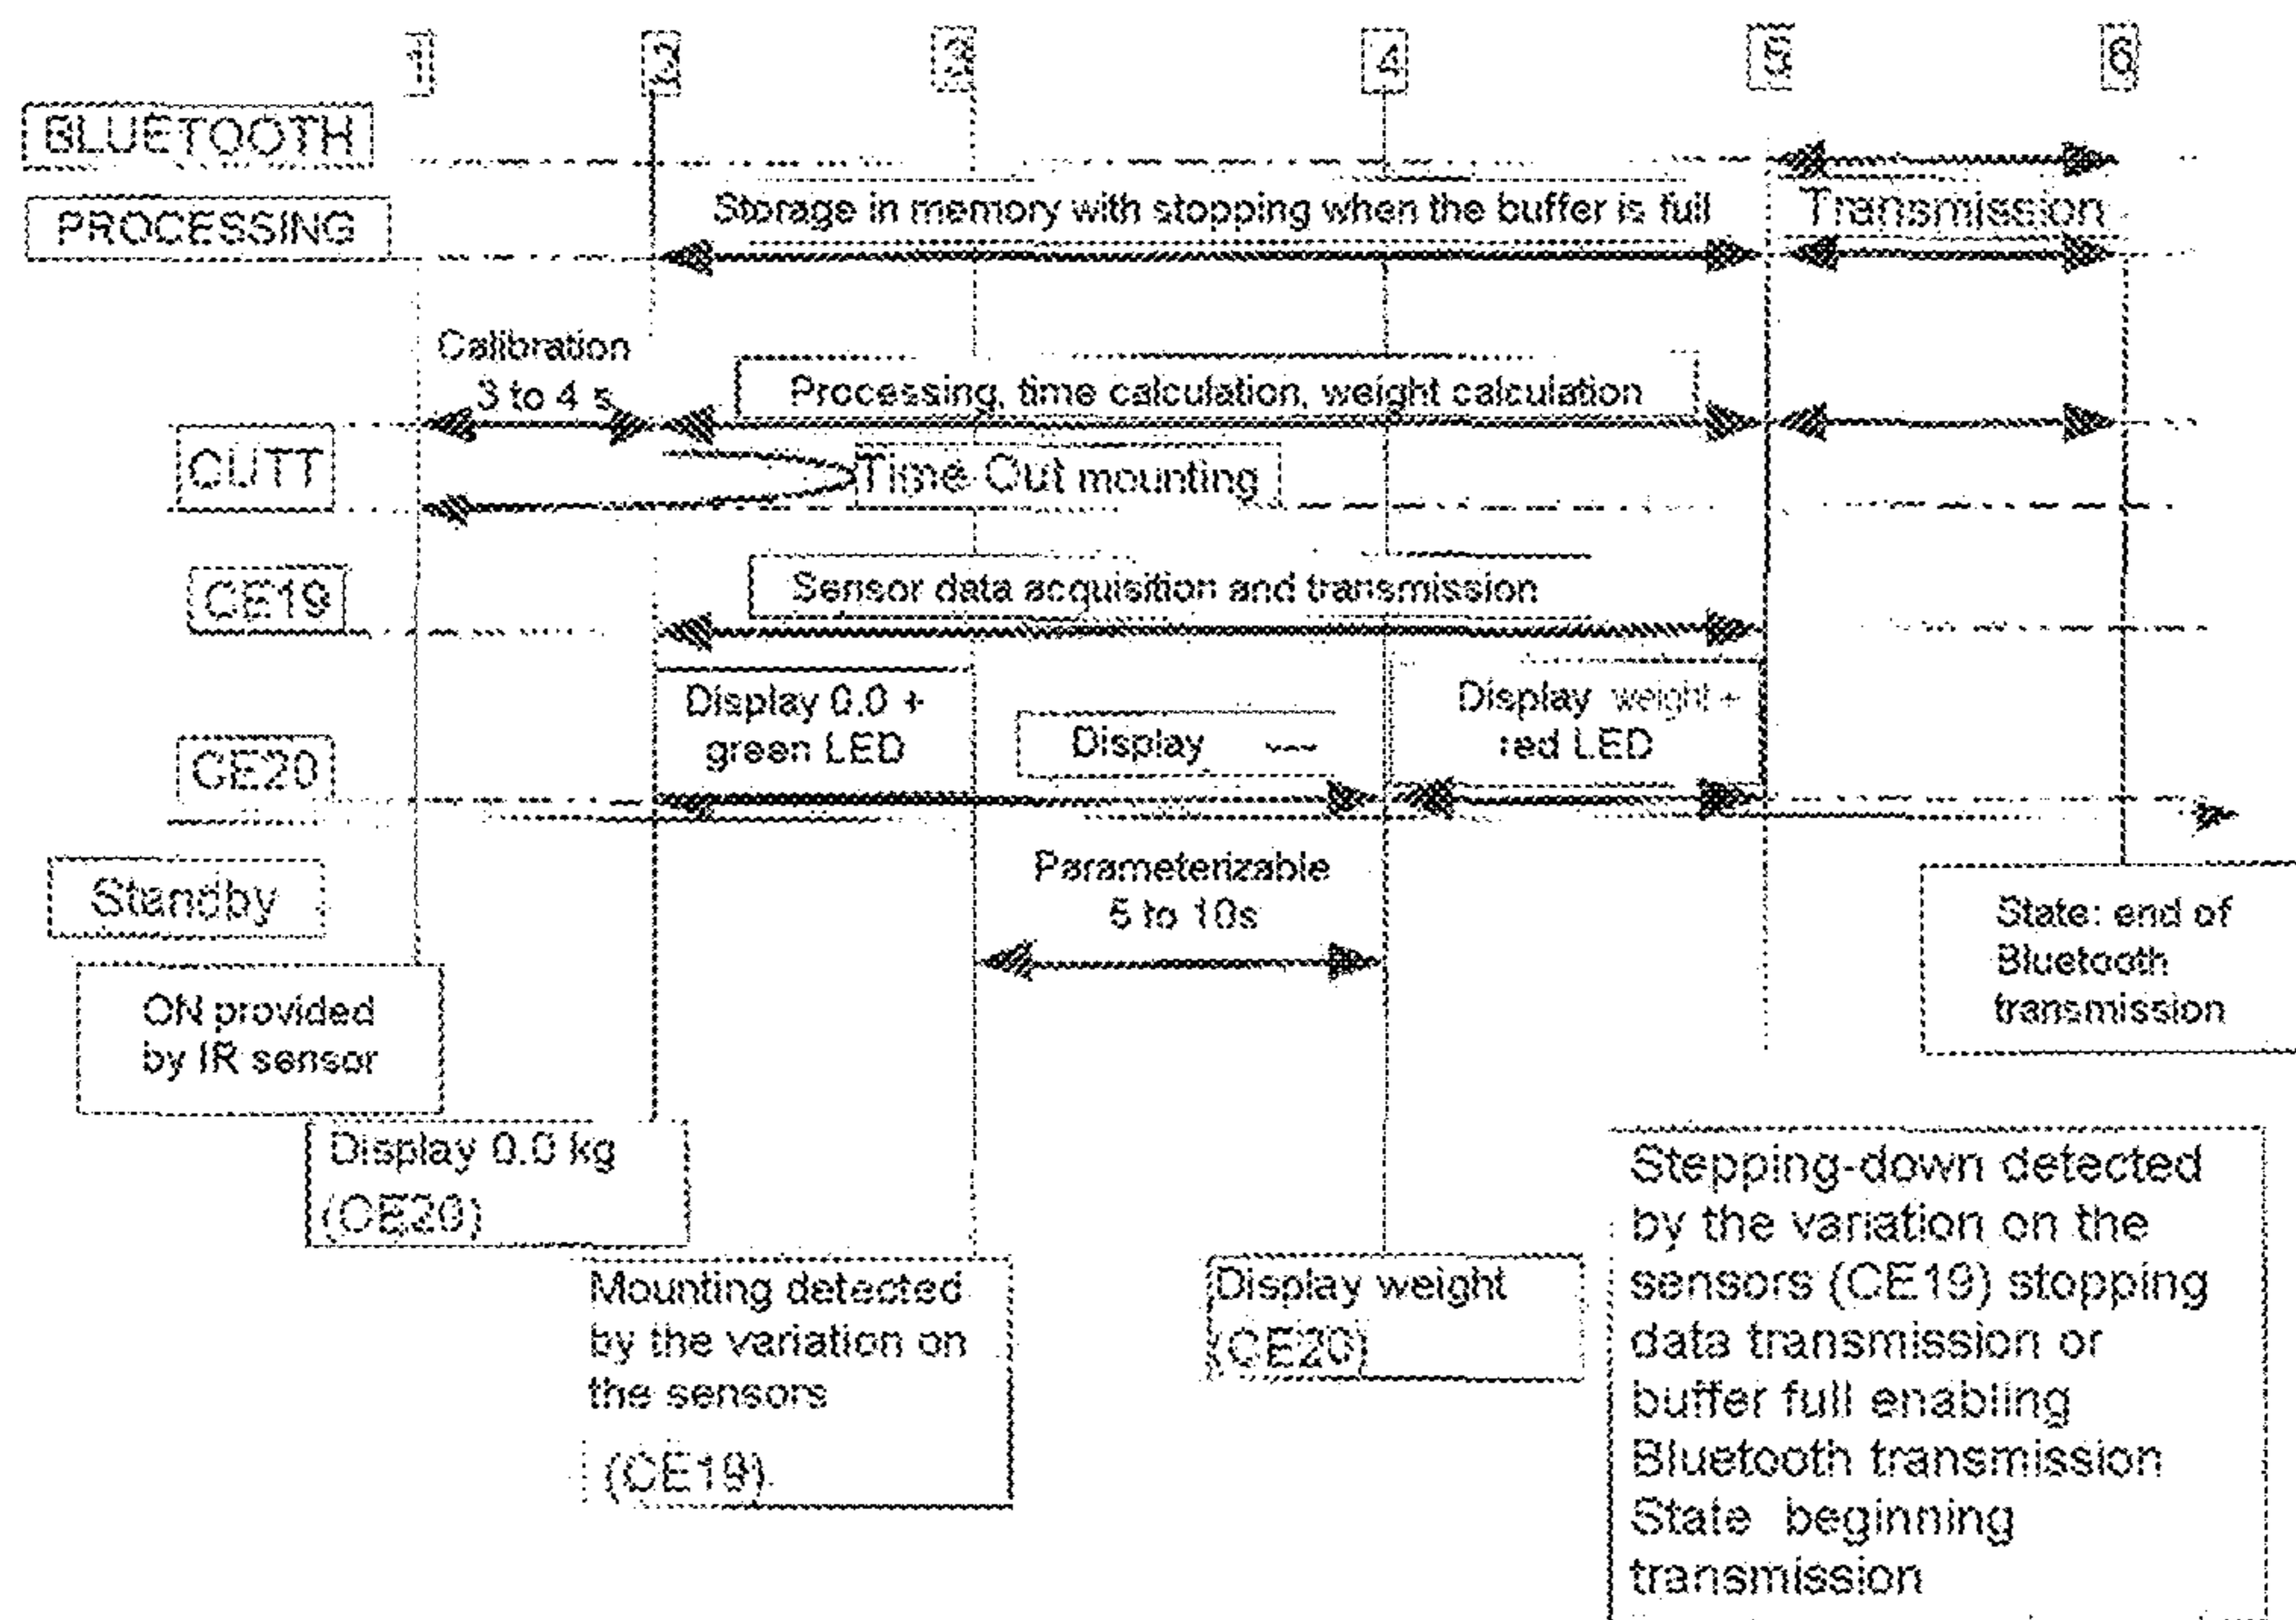 1 2 3 4 5 6
BLUETOOTH
PROCESSING
Storage in memory with stopping when the buffer is full
Transmission
Calibration
3 to 4 s
Processing, time calculation, weight calculation
CUTT
Time Out mounting
CE19
Sensor data acquisition and transmission
Display 0.0 +
green LED
Display ---
Display weight +
red LED
CE20
Standby
Parameterizable
5 to 10s
State: end of
Bluetooth
transmission
ON provided
by IR sensor
Display 0.0 kg
(CE20)
Mounting detected
by the variation on
the sensors
(CE19)
Display weight
(CE20)
Stepping-down detected
by the variation on the
sensors (CE19) stopping
data transmission or
buffer full enabling
Bluetooth transmission
State beginning
transmission